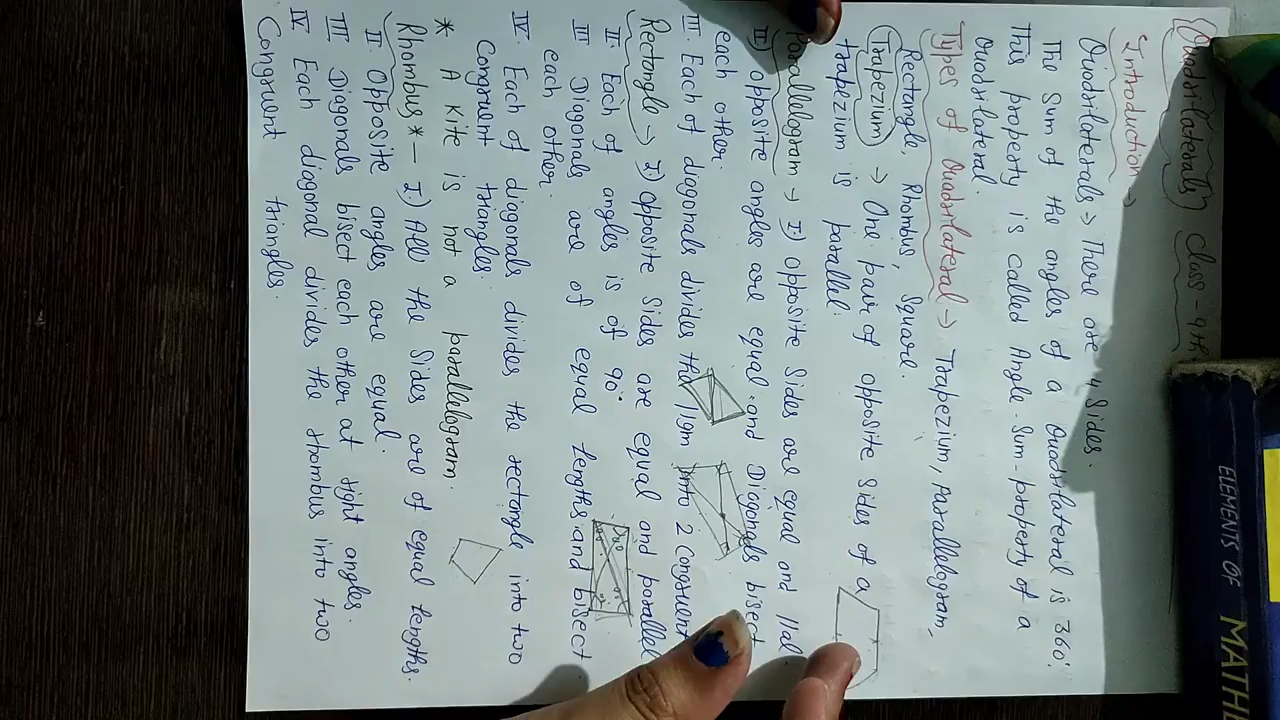 Quadrilaterals class - 9th
Introduction →
Quadrilaterals → There are 4 Sides.
The Sum of the angles of a Quadrilateral is 360°.
This property is called Angle-Sum-property of a
Quadrilateral.
Types of Quadrilateral → Trapezium, Parallelogram,
Rectangle, Rhombus, Square.
Trapezium → One pair of opposite sides of a
trapezium is parallel.
Parallelogram → I) opposite Sides are equal and llal.
II) opposite angles are equal and Diagonals bisect
each other.
III Each of diagonals divides the llgm into 2 Congruent
Rectangle → I) opposite Sides are equal and parallel
II. Each of angles is of 90°
III Diagonals are of equal lengths and bisect
each other.
IV. Each of diagonals divides the rectangle into two
Congruent triangles.
* A Kite is not a parallelogram.
Rhombus * — I.) All the Sides are of equal lengths.
II. Opposite angles are equal.
III Diagonals bisect each other at right angles.
IV Each diagonal divides the rhombus into two
Congruent triangles.
ELEMENTS OF MATHE